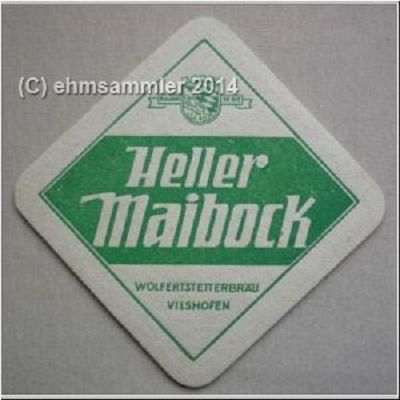 (C) ehmsammler 2014
Heller
Maibock
WOLFERTSTETTERBRÄU
VILSHOFEN